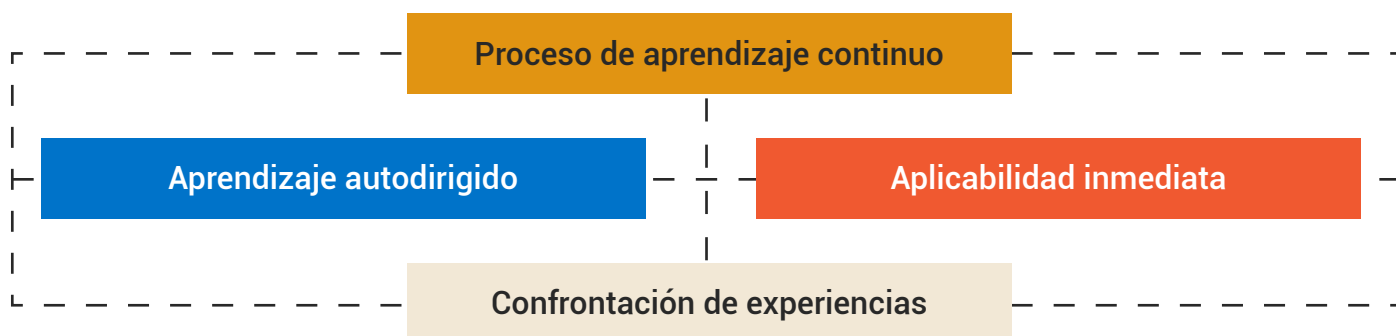 Proceso de aprendizaje continuo
Aprendizaje autodirigido
Aplicabilidad inmediata
Confrontación de experiencias